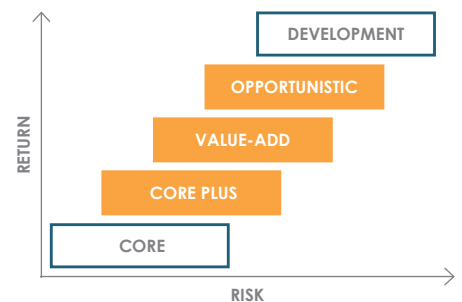 DEVELOPMENT
OPPORTUNISTIC
VALUE-ADD
CORE PLUS
CORE
RETURN
RISK